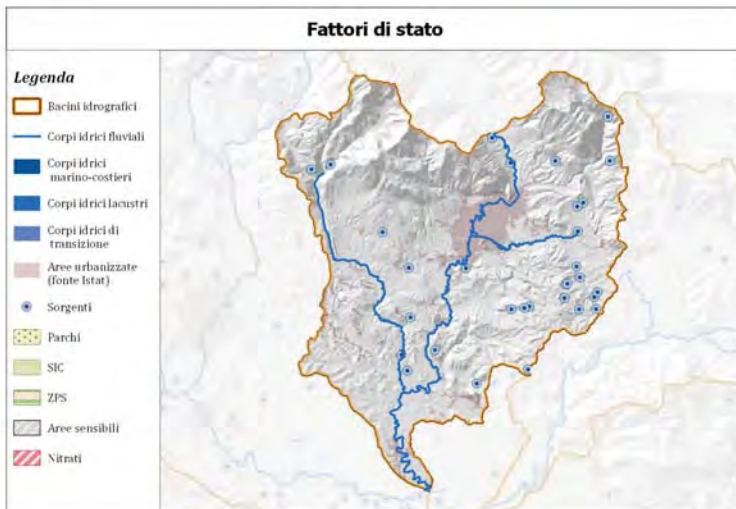 Fattori di stato
Legenda
Bacini idrografici
Corpi idrici fluviali
Corpi idrici
marino-costieri
Corpi idrici lacustri
Corpi idrici di
transizione
Aree urbanizzate
(fonte Istat)
Sorgenti
Parchi
SIC
ZPS
Aree sensibili
Nitrati